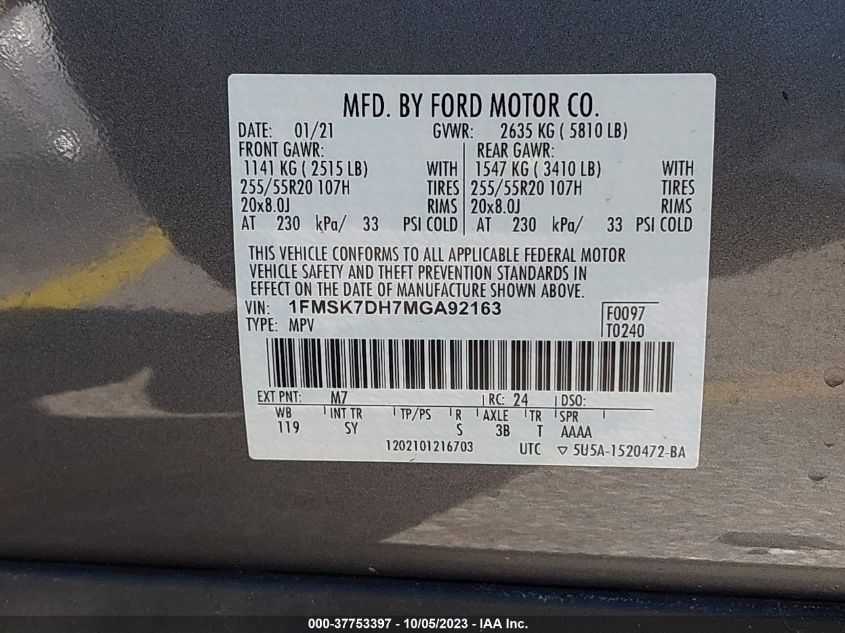 MFD. BY FORD MOTOR CO.
DATE: 01/21 GVWR: 2635 KG ( 5810 LB)
FRONT GAWR: REAR GAWR:
1141 KG ( 2515 LB) WITH 1547 KG ( 3410 LB) WITH
255/55R20 107H TIRES 255/55R20 107H TIRES
20x8.0J RIMS 20x8.0J RIMS
AT 230 kPa/ 33 PSI COLD AT 230 kPa/ 33 PSI COLD
THIS VEHICLE CONFORMS TO ALL APPLICABLE FEDERAL MOTOR
VEHICLE SAFETY AND THEFT PREVENTION STANDARDS IN
EFFECT ON THE DATE OF MANUFACTURE SHOWN ABOVE.
VIN: 1FMSK7DH7MGA92163 F0097
TYPE: MPV T0240
EXT PNT: M7 RC: 24 DSO:
WB INT TR TP/PS R AXLE TR SPR
119 SY S 3B T AAAA
1202101216703 UTC ▽ 5U5A-1520472-BA
000-37753397 - 10/05/2023 - IAA Inc.